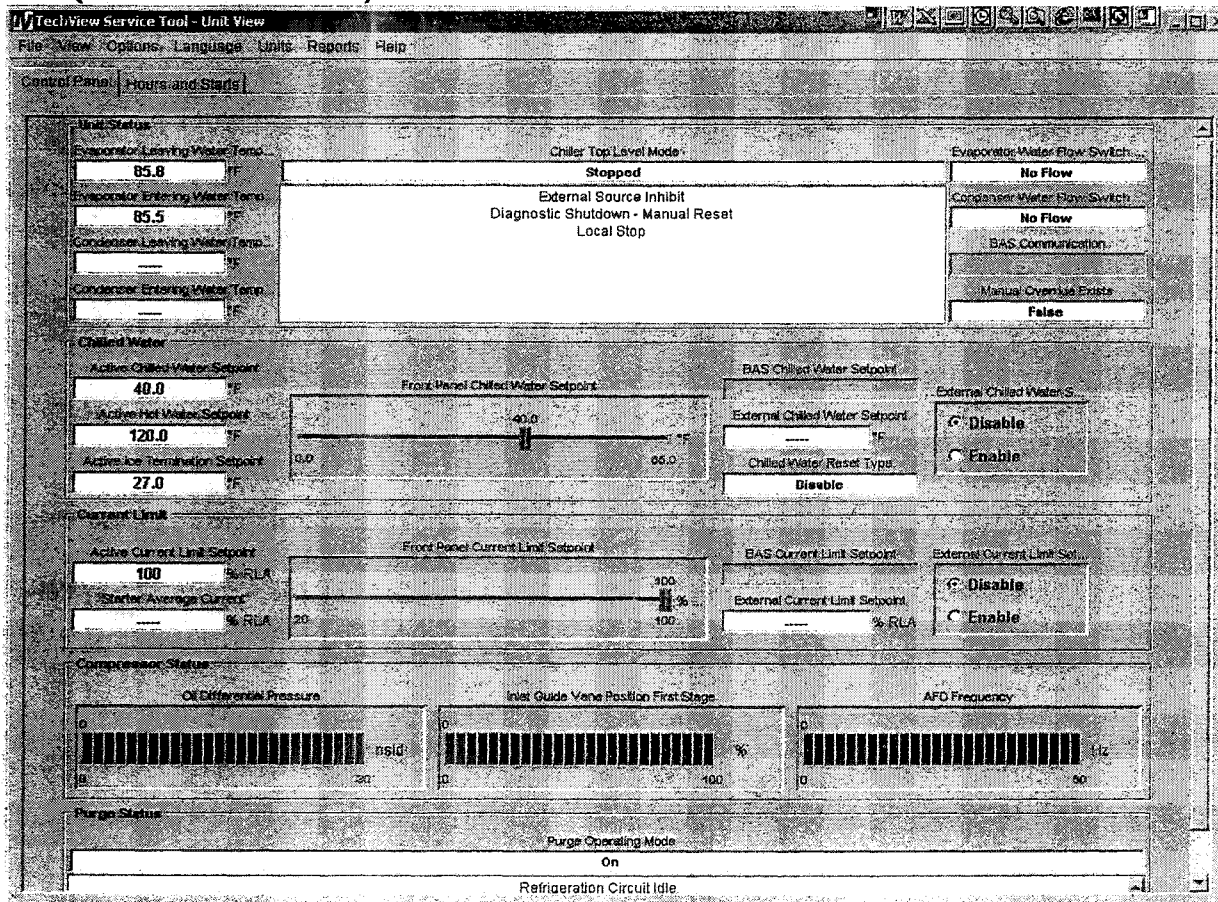 TechView Service Tool - Unit View
File View Options Language Units Reports Help
Control Panel Hours and Starts
Unit Status
Evaporator Leaving Water Temp...
85.8 °F
Evaporator Entering Water Temp...
85.5 °F
Condenser Leaving Water Temp...
---- °F
Condenser Entering Water Temp...
---- °F
Chiller Top Level Mode
Stopped
External Source Inhibit
Diagnostic Shutdown - Manual Reset
Local Stop
Evaporator Water Flow Switch ...
No Flow
Condenser Water Flow Switch ...
No Flow
BAS Communication
Manual Override Exists
False
Chilled Water
Active Chilled Water Setpoint
40.0 °F
Active Hot Water Setpoint
120.0 °F
Active Ice Termination Setpoint
27.0 °F
Front Panel Chilled Water Setpoint
40.0
°F
0.0 65.0
BAS Chilled Water Setpoint
External Chilled Water Setpoint
---- °F
Chilled Water Reset Type
Disable
External Chilled Water S...
Disable
Enable
Current Limit
Active Current Limit Setpoint
100 % RLA
Starter Average Current
---- % RLA
Front Panel Current Limit Setpoint
100
%
20 100
BAS Current Limit Setpoint
External Current Limit Setpoint
---- % RLA
External Current Limit Set...
Disable
Enable
Compressor Status
Oil Differential Pressure
0
psid
0 30
Inlet Guide Vane Position First Stage
0
%
0 100
AFD Frequency
0
Hz
0 60
Purge Status
Purge Operating Mode
On
Refrigeration Circuit Idle